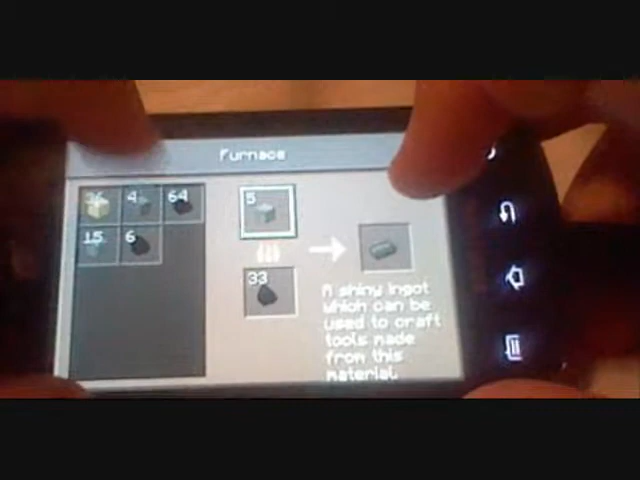 Furnace
36 4 64
5
15 6
33
A shiny ingot
which can be
used to craft
tools made
from this
material.